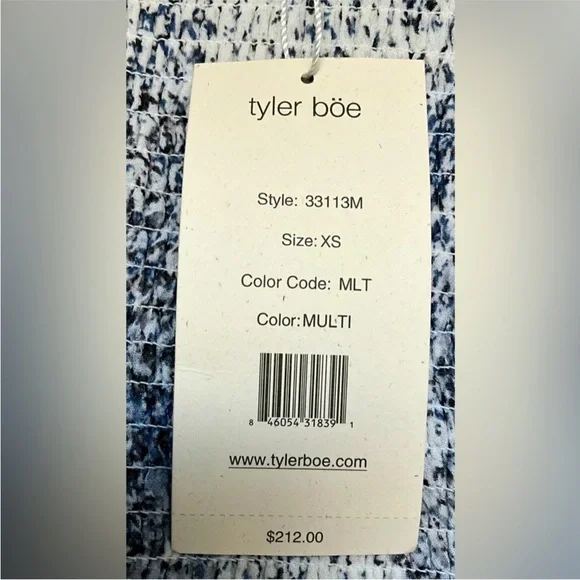 tyler böe
Style: 33113M
Size: XS
Color Code: MLT
Color: MULTI
8 46054 31839 1
www.tylerboe.com
$212.00